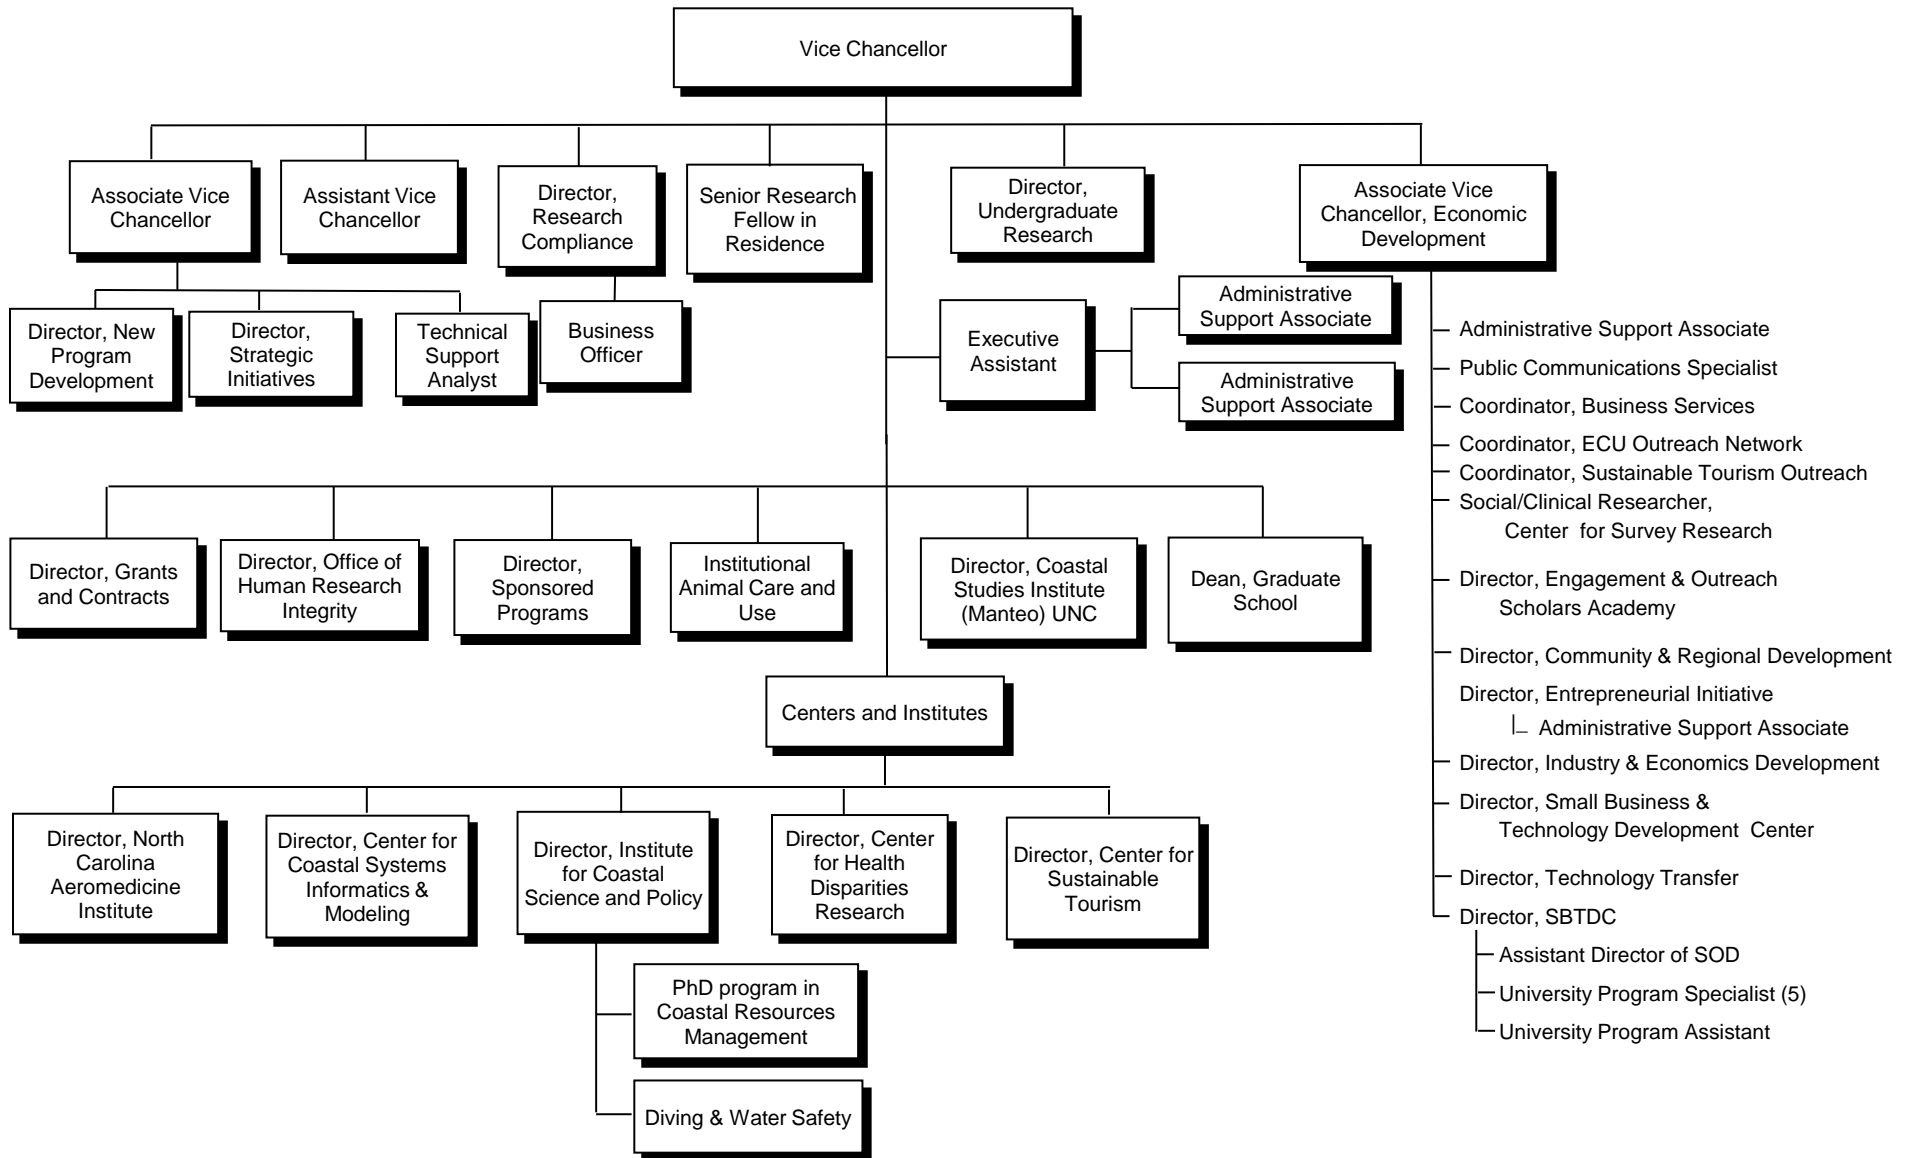 Vice Chancellor
Associate Vice
Chancellor
Assistant Vice
Chancellor
Director,
Research
Compliance
Senior Research
Fellow in
Residence
Director,
Undergraduate
Research
Associate Vice
Chancellor, Economic
Development
Director, New
Program
Development
Director,
Strategic
Initiatives
Technical
Support
Analyst
Business
Officer
Executive
Assistant
Administrative
Support Associate
Administrative
Support Associate
Administrative Support Associate
Public Communications Specialist
Coordinator, Business Services
Coordinator, ECU Outreach Network
Coordinator, Sustainable Tourism Outreach
Social/Clinical Researcher,
Center for Survey Research
Director, Engagement & Outreach
Scholars Academy
Director, Community & Regional Development
Director, Entrepreneurial Initiative
Administrative Support Associate
Director, Industry & Economics Development
Director, Small Business &
Technology Development Center
Director, Technology Transfer
Director, SBTDC
Assistant Director of SOD
University Program Specialist (5)
University Program Assistant
Director, Grants
and Contracts
Director, Office of
Human Research
Integrity
Director,
Sponsored
Programs
Institutional
Animal Care and
Use
Director, Coastal
Studies Institute
(Manteo) UNC
Dean, Graduate
School
Centers and Institutes
Director, North
Carolina
Aeromedicine
Institute
Director, Center for
Coastal Systems
Informatics &
Modeling
Director, Institute
for Coastal
Science and Policy
Director, Center
for Health
Disparities
Research
Director, Center for
Sustainable
Tourism
PhD program in
Coastal Resources
Management
Diving & Water Safety